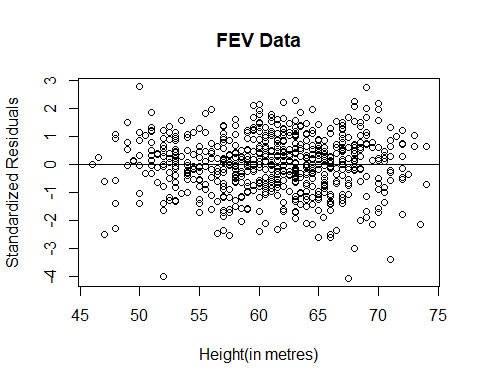 FEV Data
Standardized Residuals
3
2
1
0
-1
-2
-3
-4
45 50 55 60 65 70 75
Height(in metres)